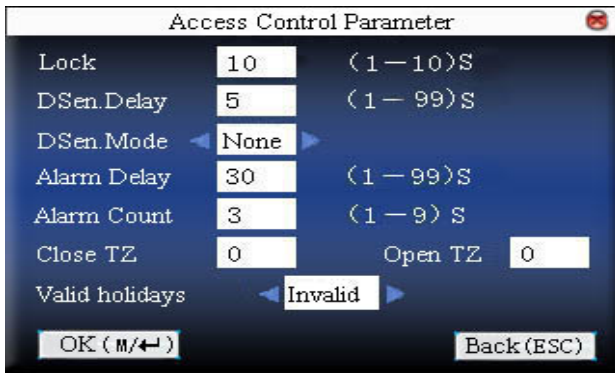 Access Control Parameter
Lock 10 (1－10)S
DSen.Delay 5 (1－ 99)S
DSen.Mode None
Alarm Delay 30 (1－99)S
Alarm Count 3 (1－9) S
Close TZ 0 Open TZ 0
Valid holidays Invalid
OK(M/↵) Back(ESC)